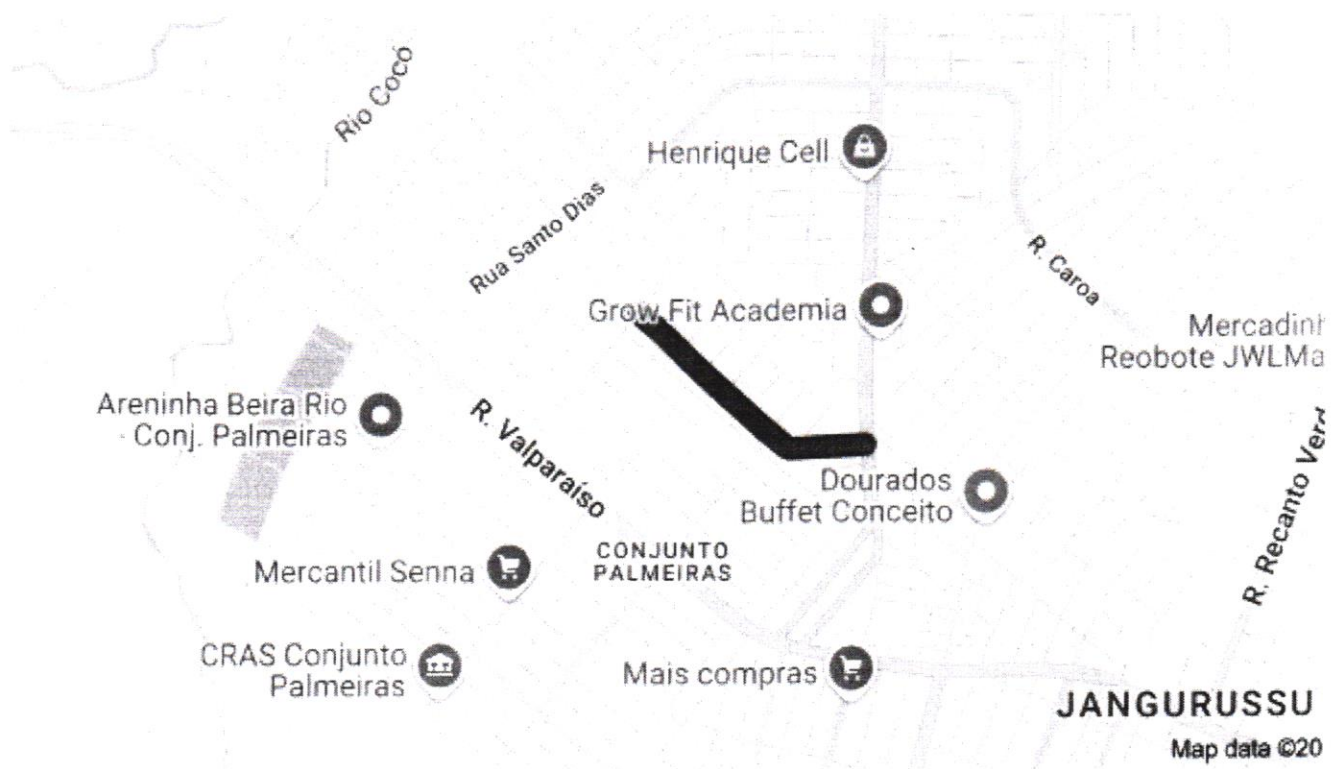 Rio Cocó
Henrique Cell
Rua Santo Dias
R. Caroa
Grow Fit Academia
Mercadinh
Reobote JWLMa
Areninha Beira Rio
Conj. Palmeiras
R. Valparaíso
R. Recanto Verd
Dourados
Buffet Conceito
CONJUNTO
PALMEIRAS
Mercantil Senna
CRAS Conjunto
Palmeiras
Mais compras
JANGURUSSU
Map data ©20